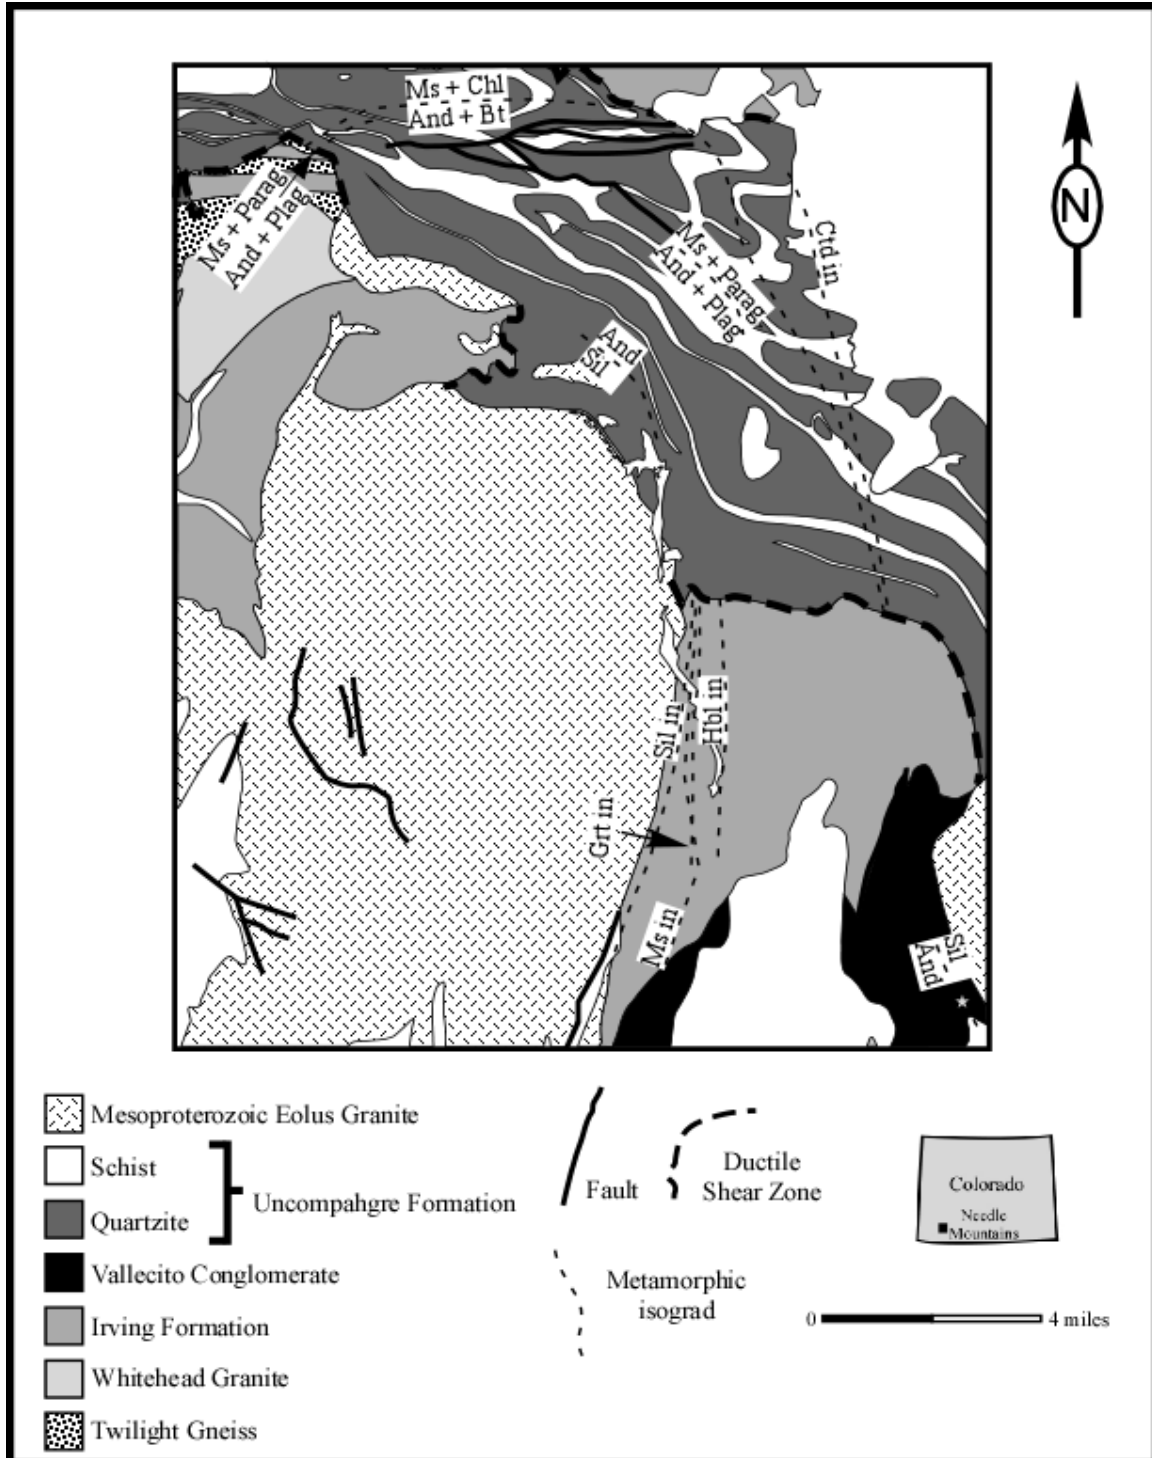 Ms + Chl
And + Bt
N
Ms + Parag
And + Plag
Ms + Parag
And + Plag
Ctd in
And
Sil
Sil in
Hbl in
Grt in
Ms in
Sil
And
Mesoproterozoic Eolus Granite
Schist
Quartzite
Uncompahgre Formation
Vallecito Conglomerate
Irving Formation
Whitehead Granite
Twilight Gneiss
Fault
Ductile
Shear Zone
Metamorphic
isograd
Colorado
Needle
Mountains
0 4 miles